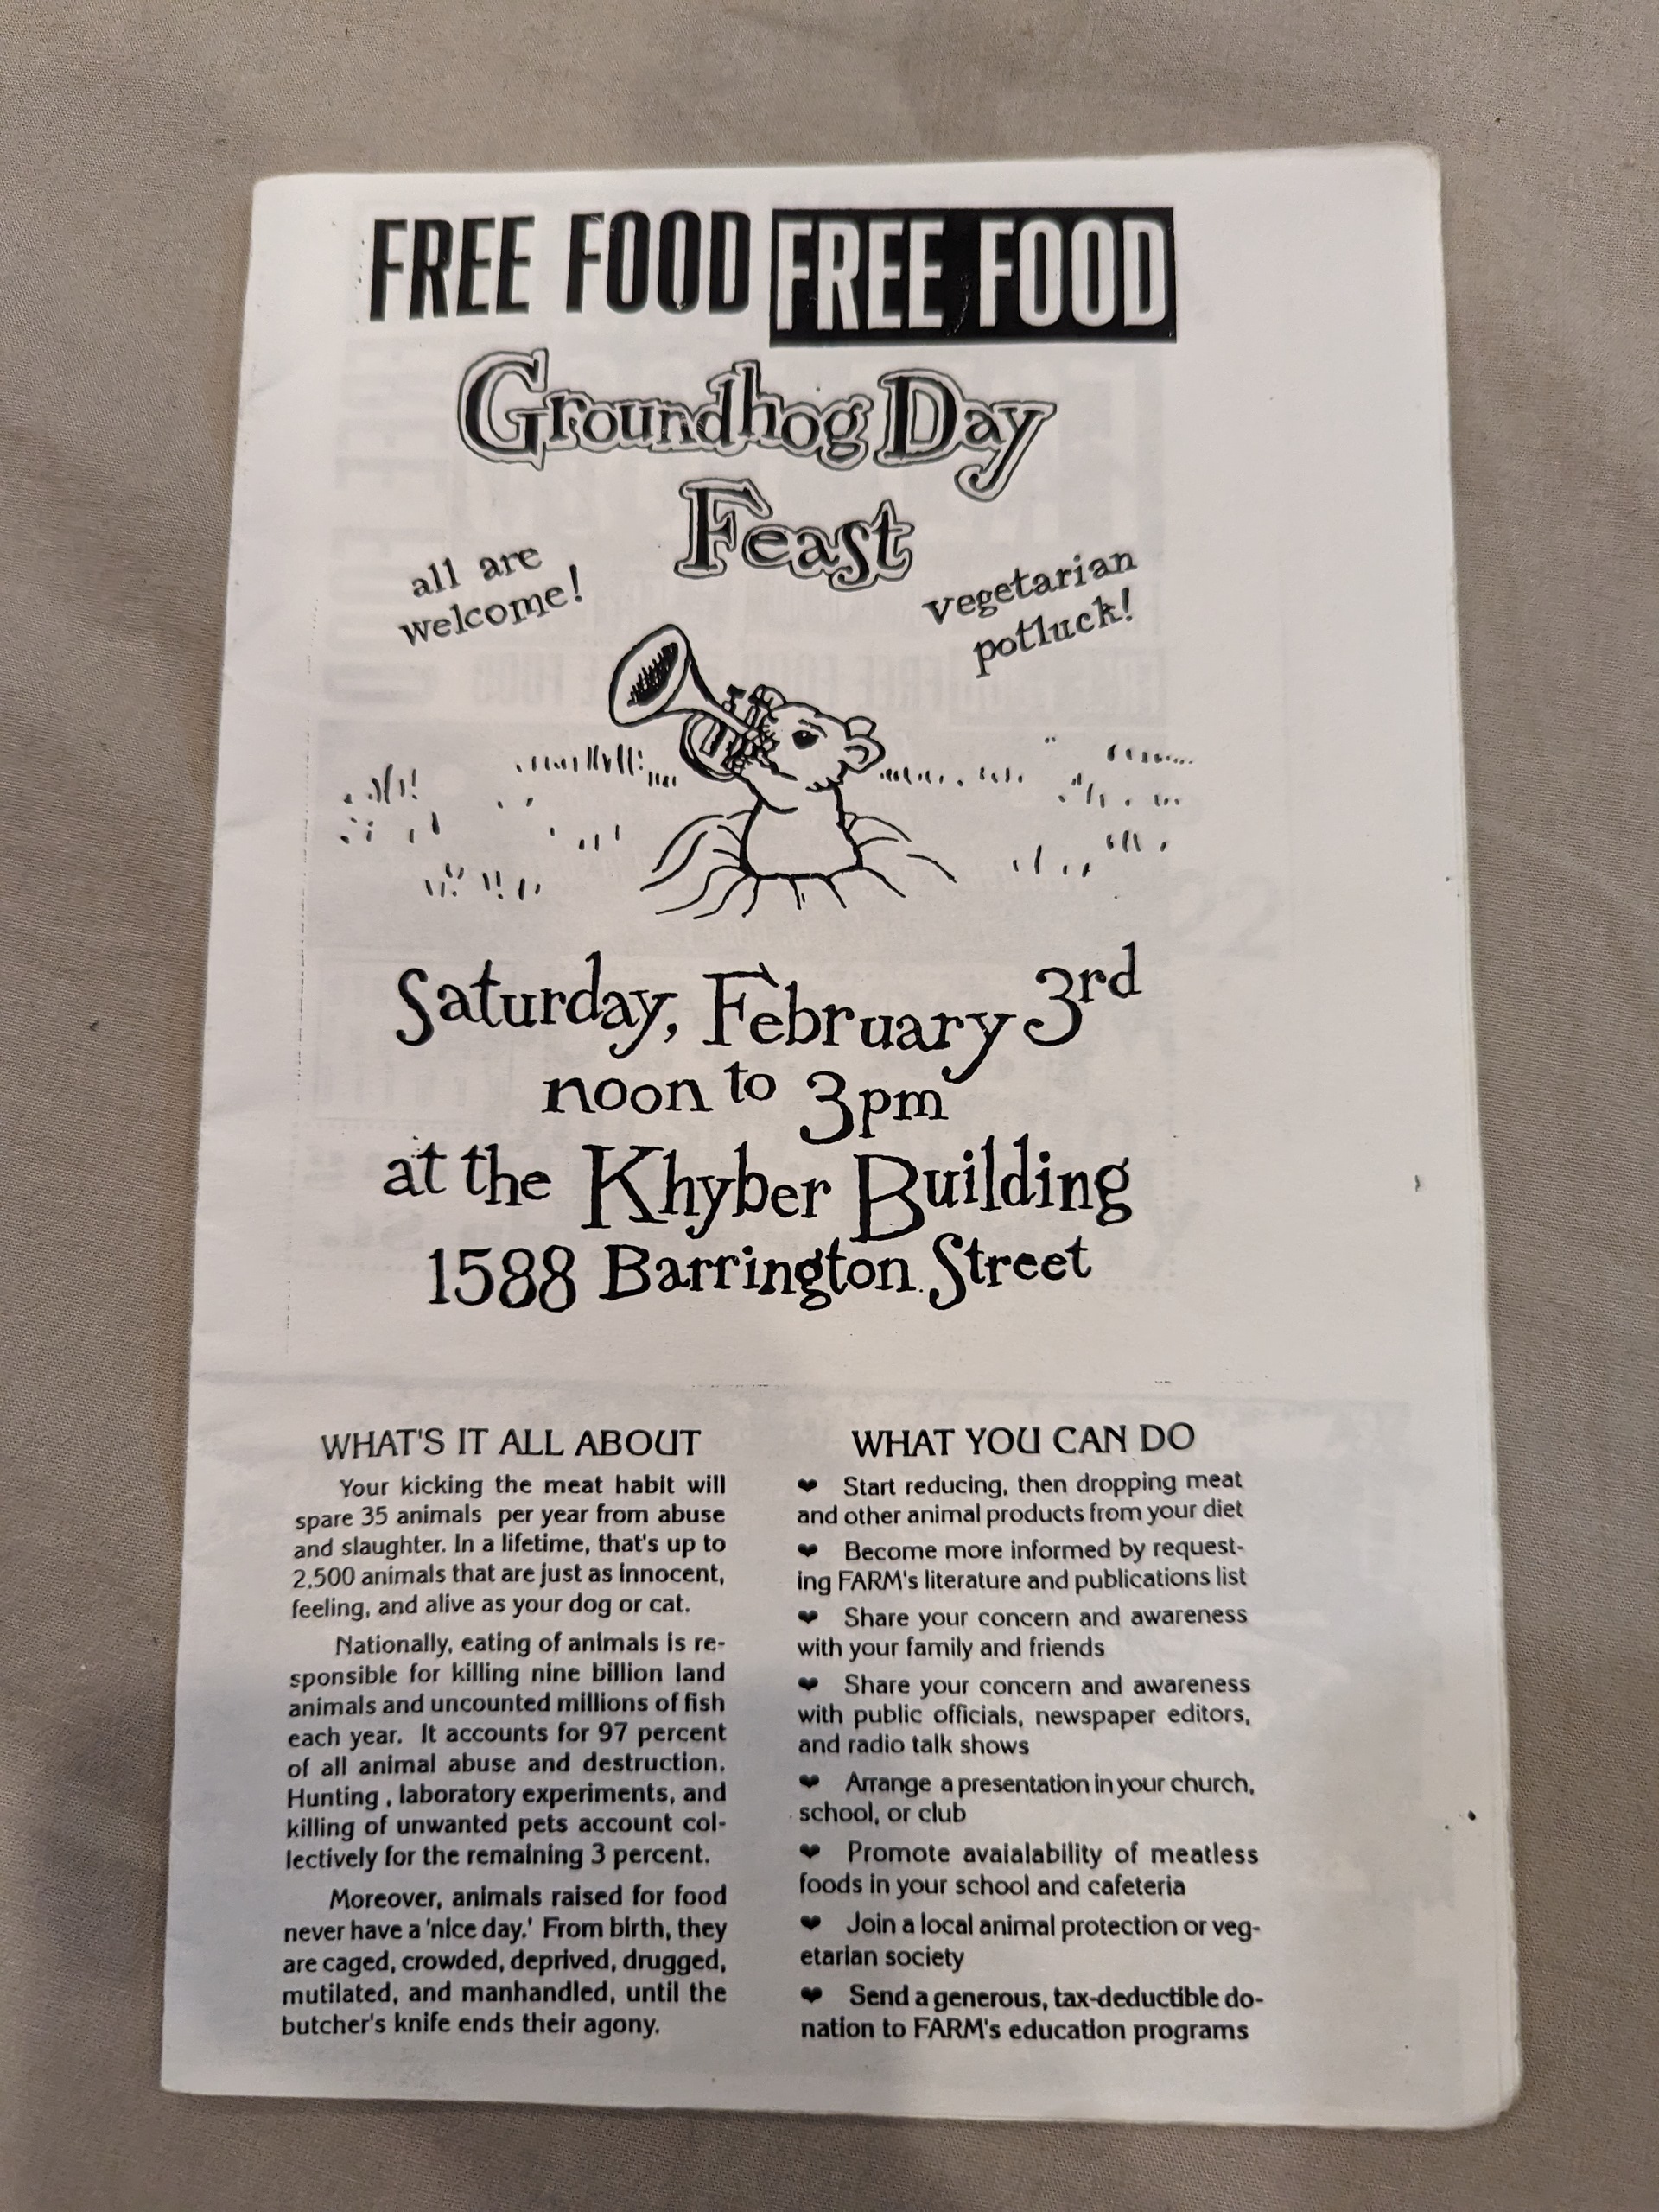 FREE FOOD FREE FOOD
Groundhog Day
Feast
all are
welcome!
vegetarian
potluck!
Saturday, February 3rd
noon to 3pm
at the Khyber Building
1588 Barrington Street
WHAT'S IT ALL ABOUT
Your kicking the meat habit will
spare 35 animals per year from abuse
and slaughter. In a lifetime, that's up to
2,500 animals that are just as innocent,
feeling, and alive as your dog or cat.
Nationally, eating of animals is re-
sponsible for killing nine billion land
animals and uncounted millions of fish
each year. It accounts for 97 percent
of all animal abuse and destruction.
Hunting , laboratory experiments, and
killing of unwanted pets account col-
lectively for the remaining 3 percent.
Moreover, animals raised for food
never have a 'nice day.' From birth, they
are caged, crowded, deprived, drugged,
mutilated, and manhandled, until the
butcher's knife ends their agony.
WHAT YOU CAN DO
❤ Start reducing, then dropping meat
and other animal products from your diet
❤ Become more informed by request-
ing FARM's literature and publications list
❤ Share your concern and awareness
with your family and friends
❤ Share your concern and awareness
with public officials, newspaper editors,
and radio talk shows
❤ Arrange a presentation in your church,
school, or club
❤ Promote avaialability of meatless
foods in your school and cafeteria
❤ Join a local animal protection or veg-
etarian society
❤ Send a generous, tax-deductible do-
nation to FARM's education programs